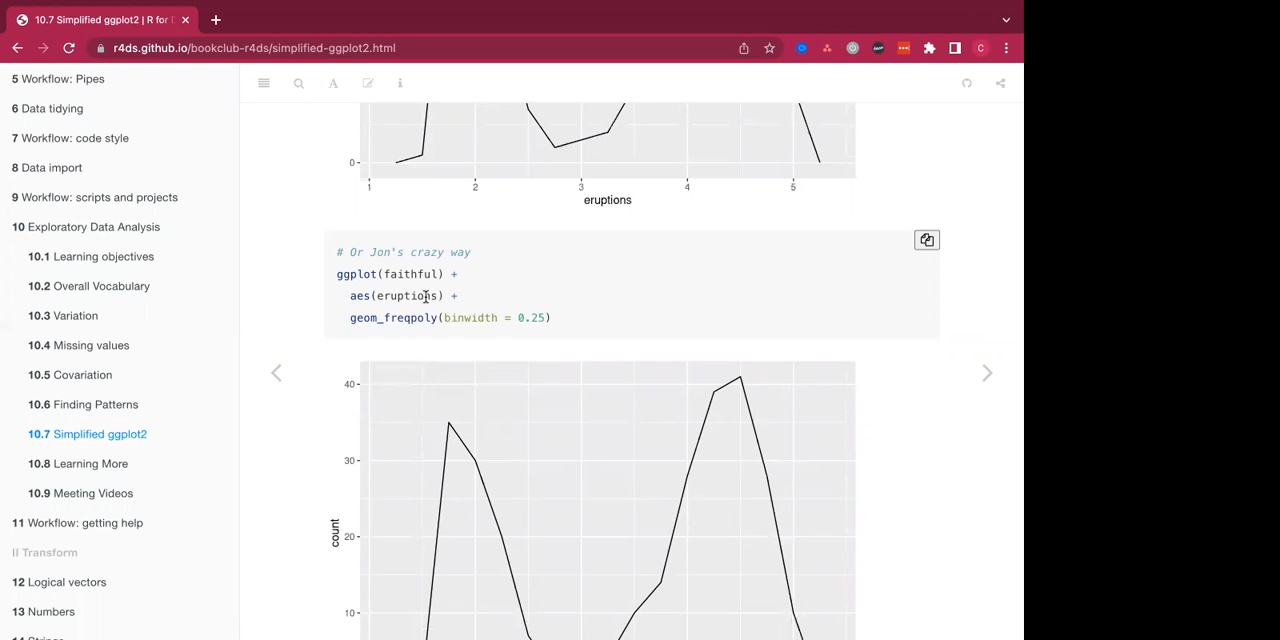 10.7 Simplified ggplot2 | R for D
r4ds.github.io/bookclub-r4ds/simplified-ggplot2.html
C
5 Workflow: Pipes
6 Data tidying
7 Workflow: code style
8 Data import
9 Workflow: scripts and projects
10 Exploratory Data Analysis
10.1 Learning objectives
10.2 Overall Vocabulary
10.3 Variation
10.4 Missing values
10.5 Covariation
10.6 Finding Patterns
10.7 Simplified ggplot2
10.8 Learning More
10.9 Meeting Videos
11 Workflow: getting help
II Transform
12 Logical vectors
13 Numbers
14 Strings
A
i
0
1 2 3 4 5
eruptions
# Or Jon's crazy way
ggplot(faithful) +
aes(eruptions) +
geom_freqpoly(binwidth = 0.25)
40
30
20
10
count